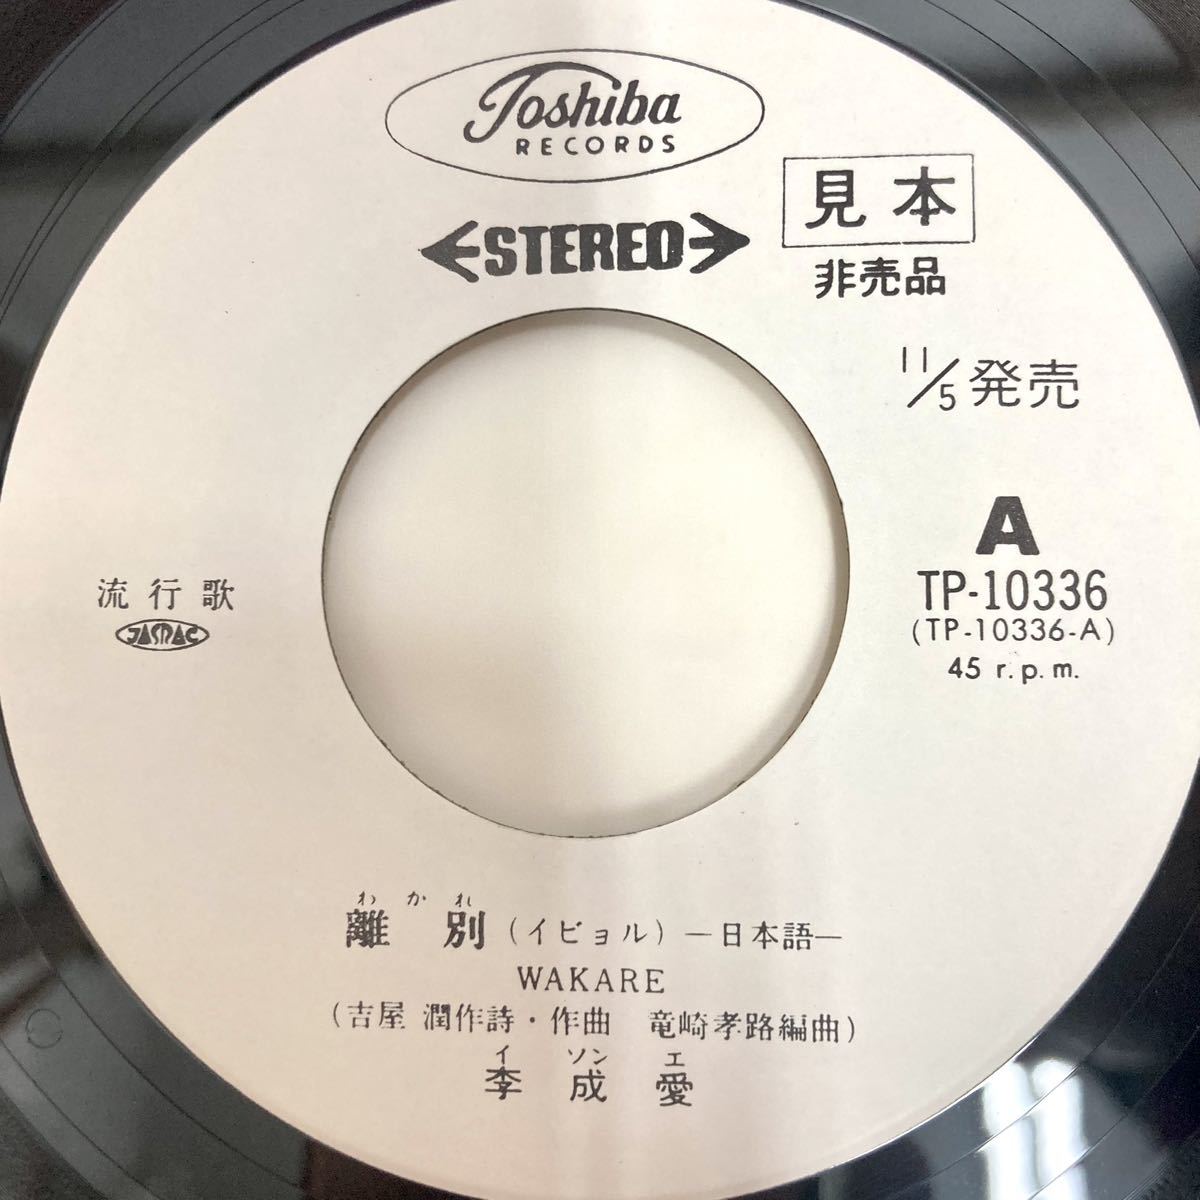 Toshiba
RECORDS
STEREO
見本
非売品
11/5発売
A
TP-10336
(TP-10336-A)
45 r.p.m.
流行歌
JASRAC
わかれ
離別(イビョル)―日本語―
WAKARE
(吉屋 潤作詩・作曲 竜崎孝路編曲)
イ ソン エ
李成愛